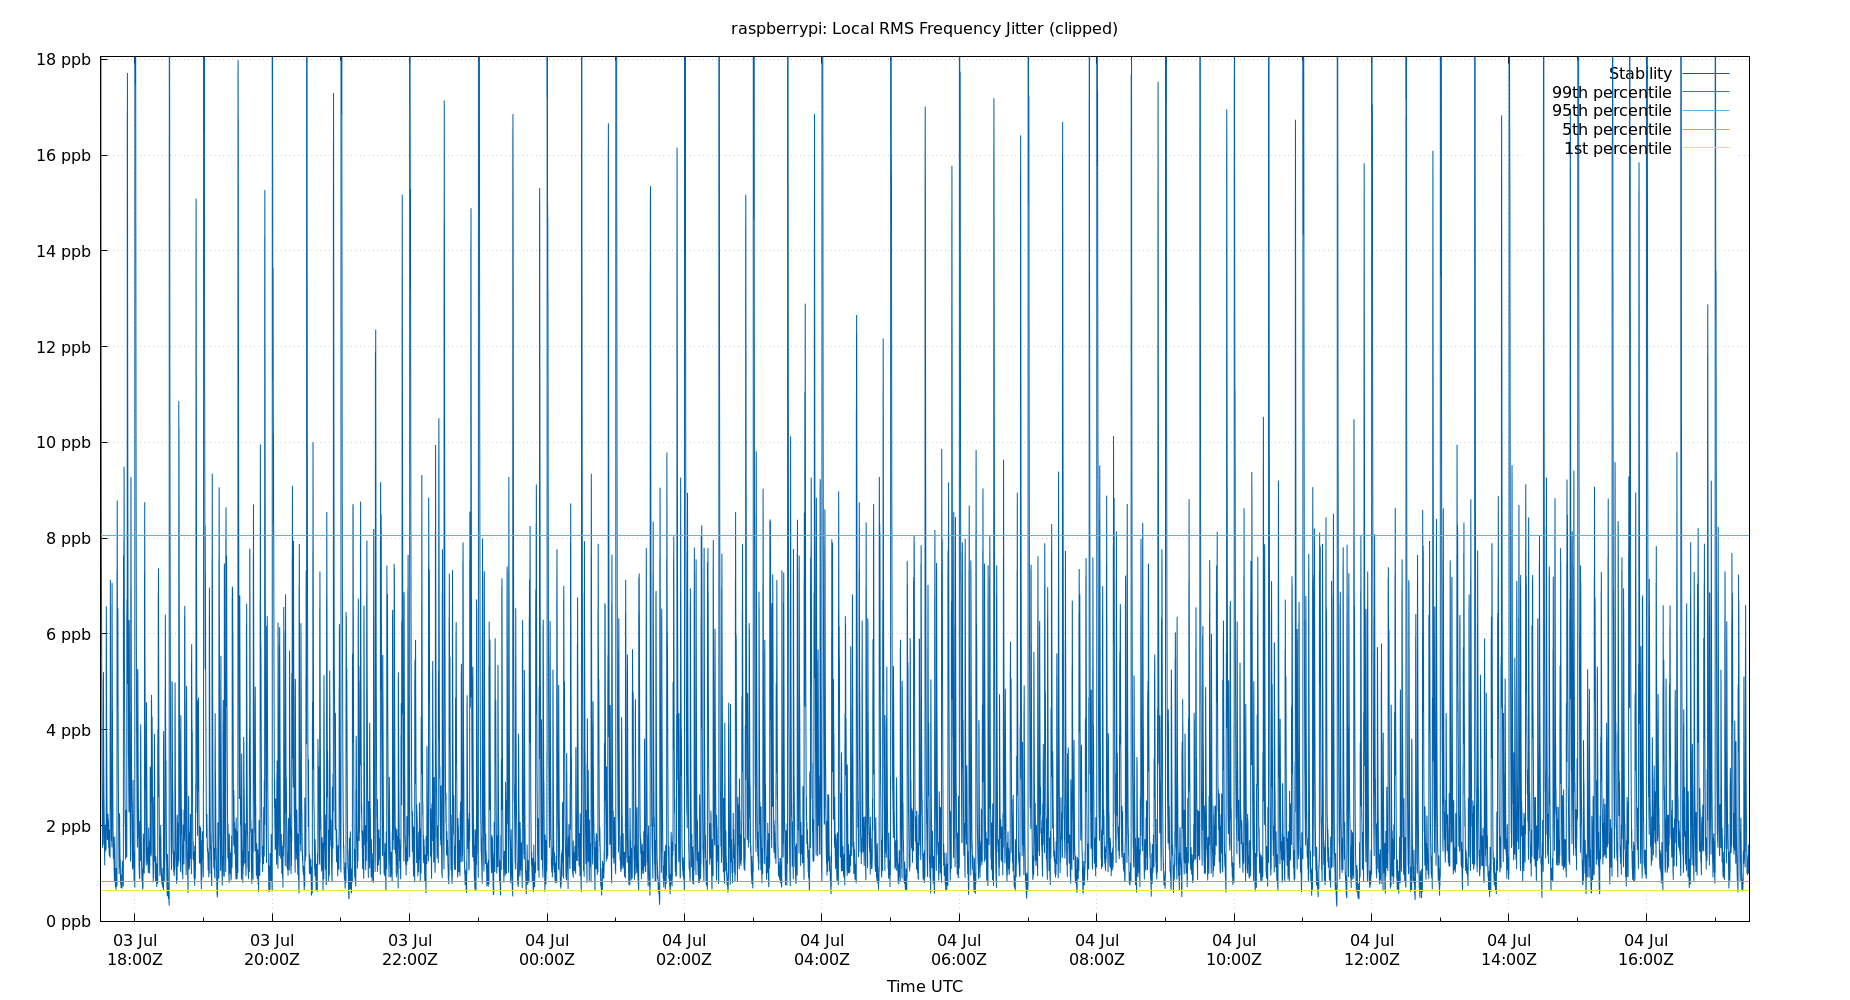 raspberrypi: Local RMS Frequency Jitter (clipped)
18 ppb
16 ppb
14 ppb
12 ppb
10 ppb
8 ppb
6 ppb
4 ppb
2 ppb
0 ppb
Stability
99th percentile
95th percentile
5th percentile
1st percentile
03 Jul
18:00Z
03 Jul
20:00Z
03 Jul
22:00Z
04 Jul
00:00Z
04 Jul
02:00Z
04 Jul
04:00Z
04 Jul
06:00Z
04 Jul
08:00Z
04 Jul
10:00Z
04 Jul
12:00Z
04 Jul
14:00Z
04 Jul
16:00Z
Time UTC